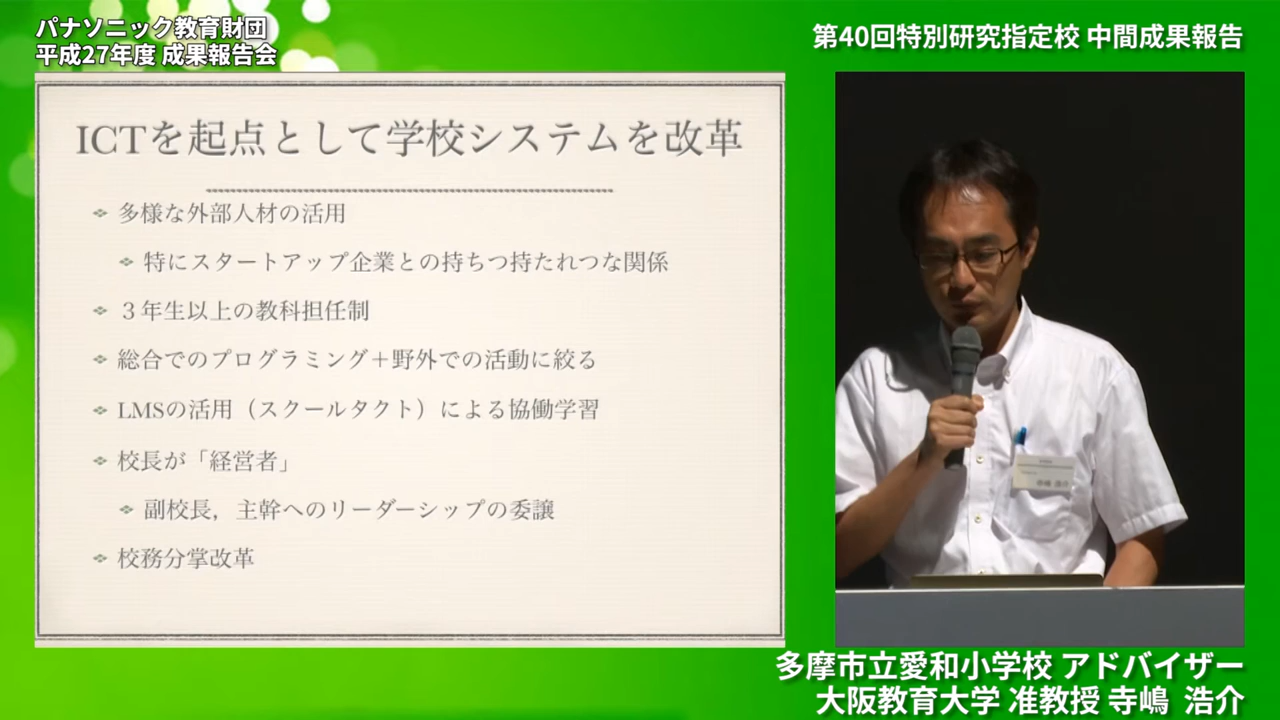 パナソニック教育財団
平成27年度 成果報告会
第40回特別研究指定校 中間成果報告
ICTを起点として学校システムを改革
多様な外部人材の活用
特にスタートアップ企業との持ちつ持たれつな関係
３年生以上の教科担任制
総合でのプログラミング＋野外での活動に絞る
LMSの活用（スクールタクト）による協働学習
校長が「経営者」
副校長，主幹へのリーダーシップの委譲
校務分掌改革
寺嶋 浩介
多摩市立愛和小学校 アドバイザー
大阪教育大学 准教授 寺嶋 浩介